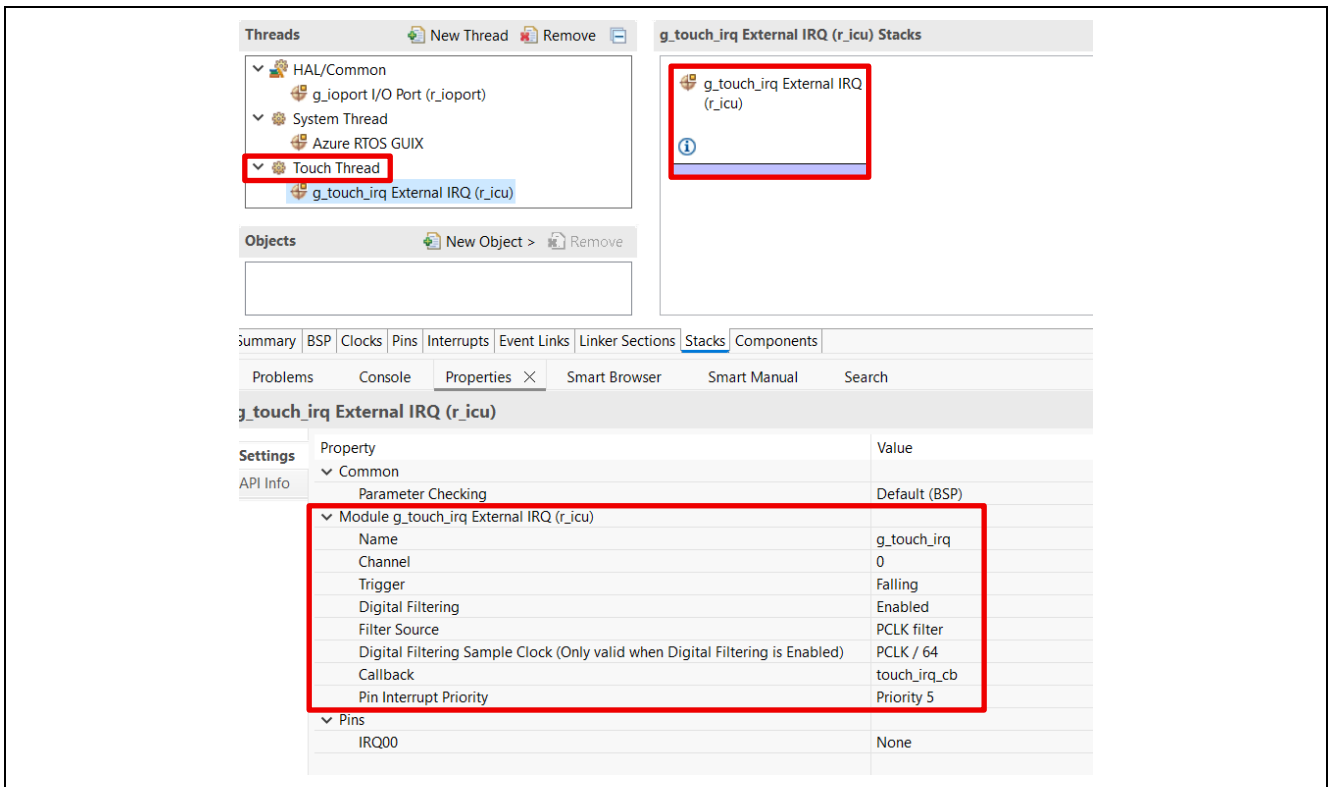 Threads New Thread Remove
HAL/Common
g_ioport I/O Port (r_ioport)
System Thread
Azure RTOS GUIX
Touch Thread
g_touch_irq External IRQ (r_icu)
Objects New Object > Remove
g_touch_irq External IRQ (r_icu) Stacks
g_touch_irq External IRQ
(r_icu)
Summary BSP Clocks Pins Interrupts Event Links Linker Sections Stacks Components
Problems Console Properties Smart Browser Smart Manual Search
g_touch_irq External IRQ (r_icu)
Settings
API Info
Property Value
Common
Parameter Checking Default (BSP)
Module g_touch_irq External IRQ (r_icu)
Name g_touch_irq
Channel 0
Trigger Falling
Digital Filtering Enabled
Filter Source PCLK filter
Digital Filtering Sample Clock (Only valid when Digital Filtering is Enabled) PCLK / 64
Callback touch_irq_cb
Pin Interrupt Priority Priority 5
Pins
IRQ00 None